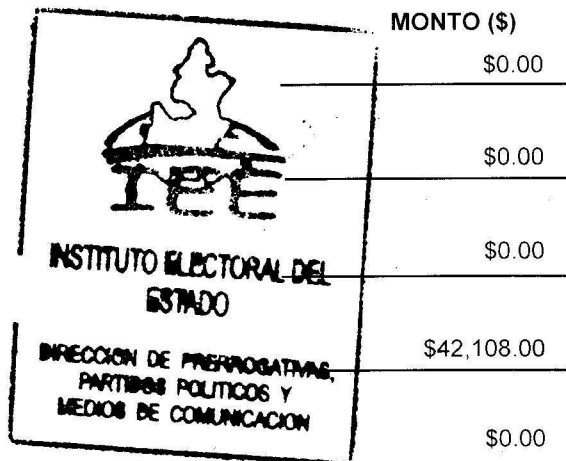 MONTO ($)
$0.00
$0.00
$0.00
$42,108.00
$0.00
IEE
INSTITUTO ELECTORAL DEL
ESTADO
DIRECCION DE PRERROGATIVAS,
PARTIDOS POLITICOS Y
MEDIOS DE COMUNICACION